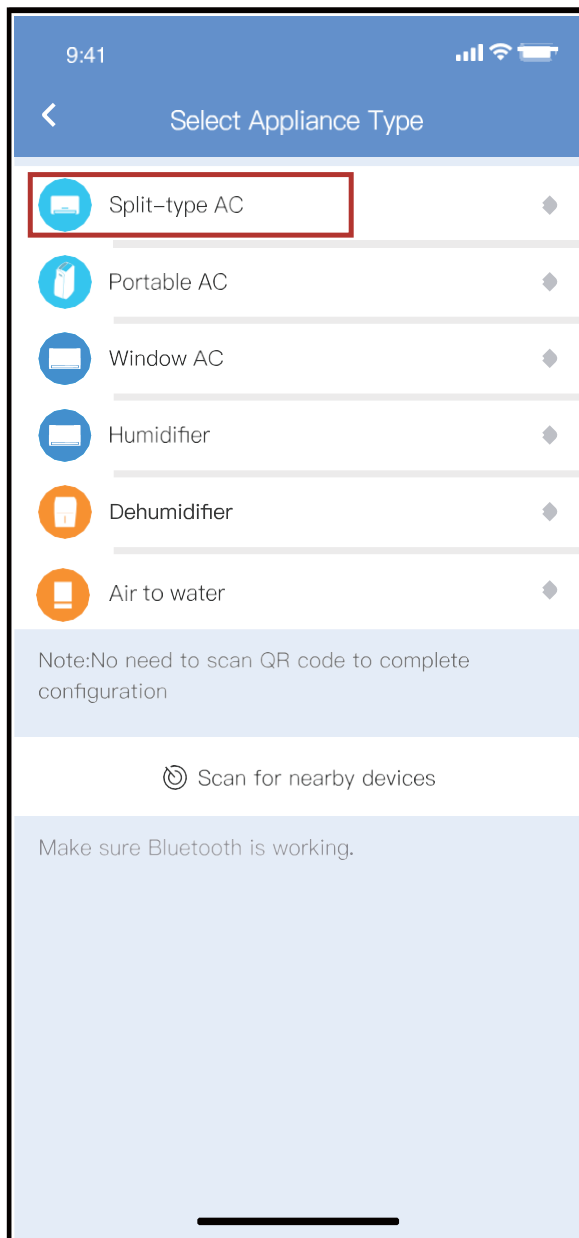 9:41
Select Appliance Type
Split-type AC
Portable AC
Window AC
Humidifier
Dehumidifier
Air to water
Note:No need to scan QR code to complete
configuration
Scan for nearby devices
Make sure Bluetooth is working.